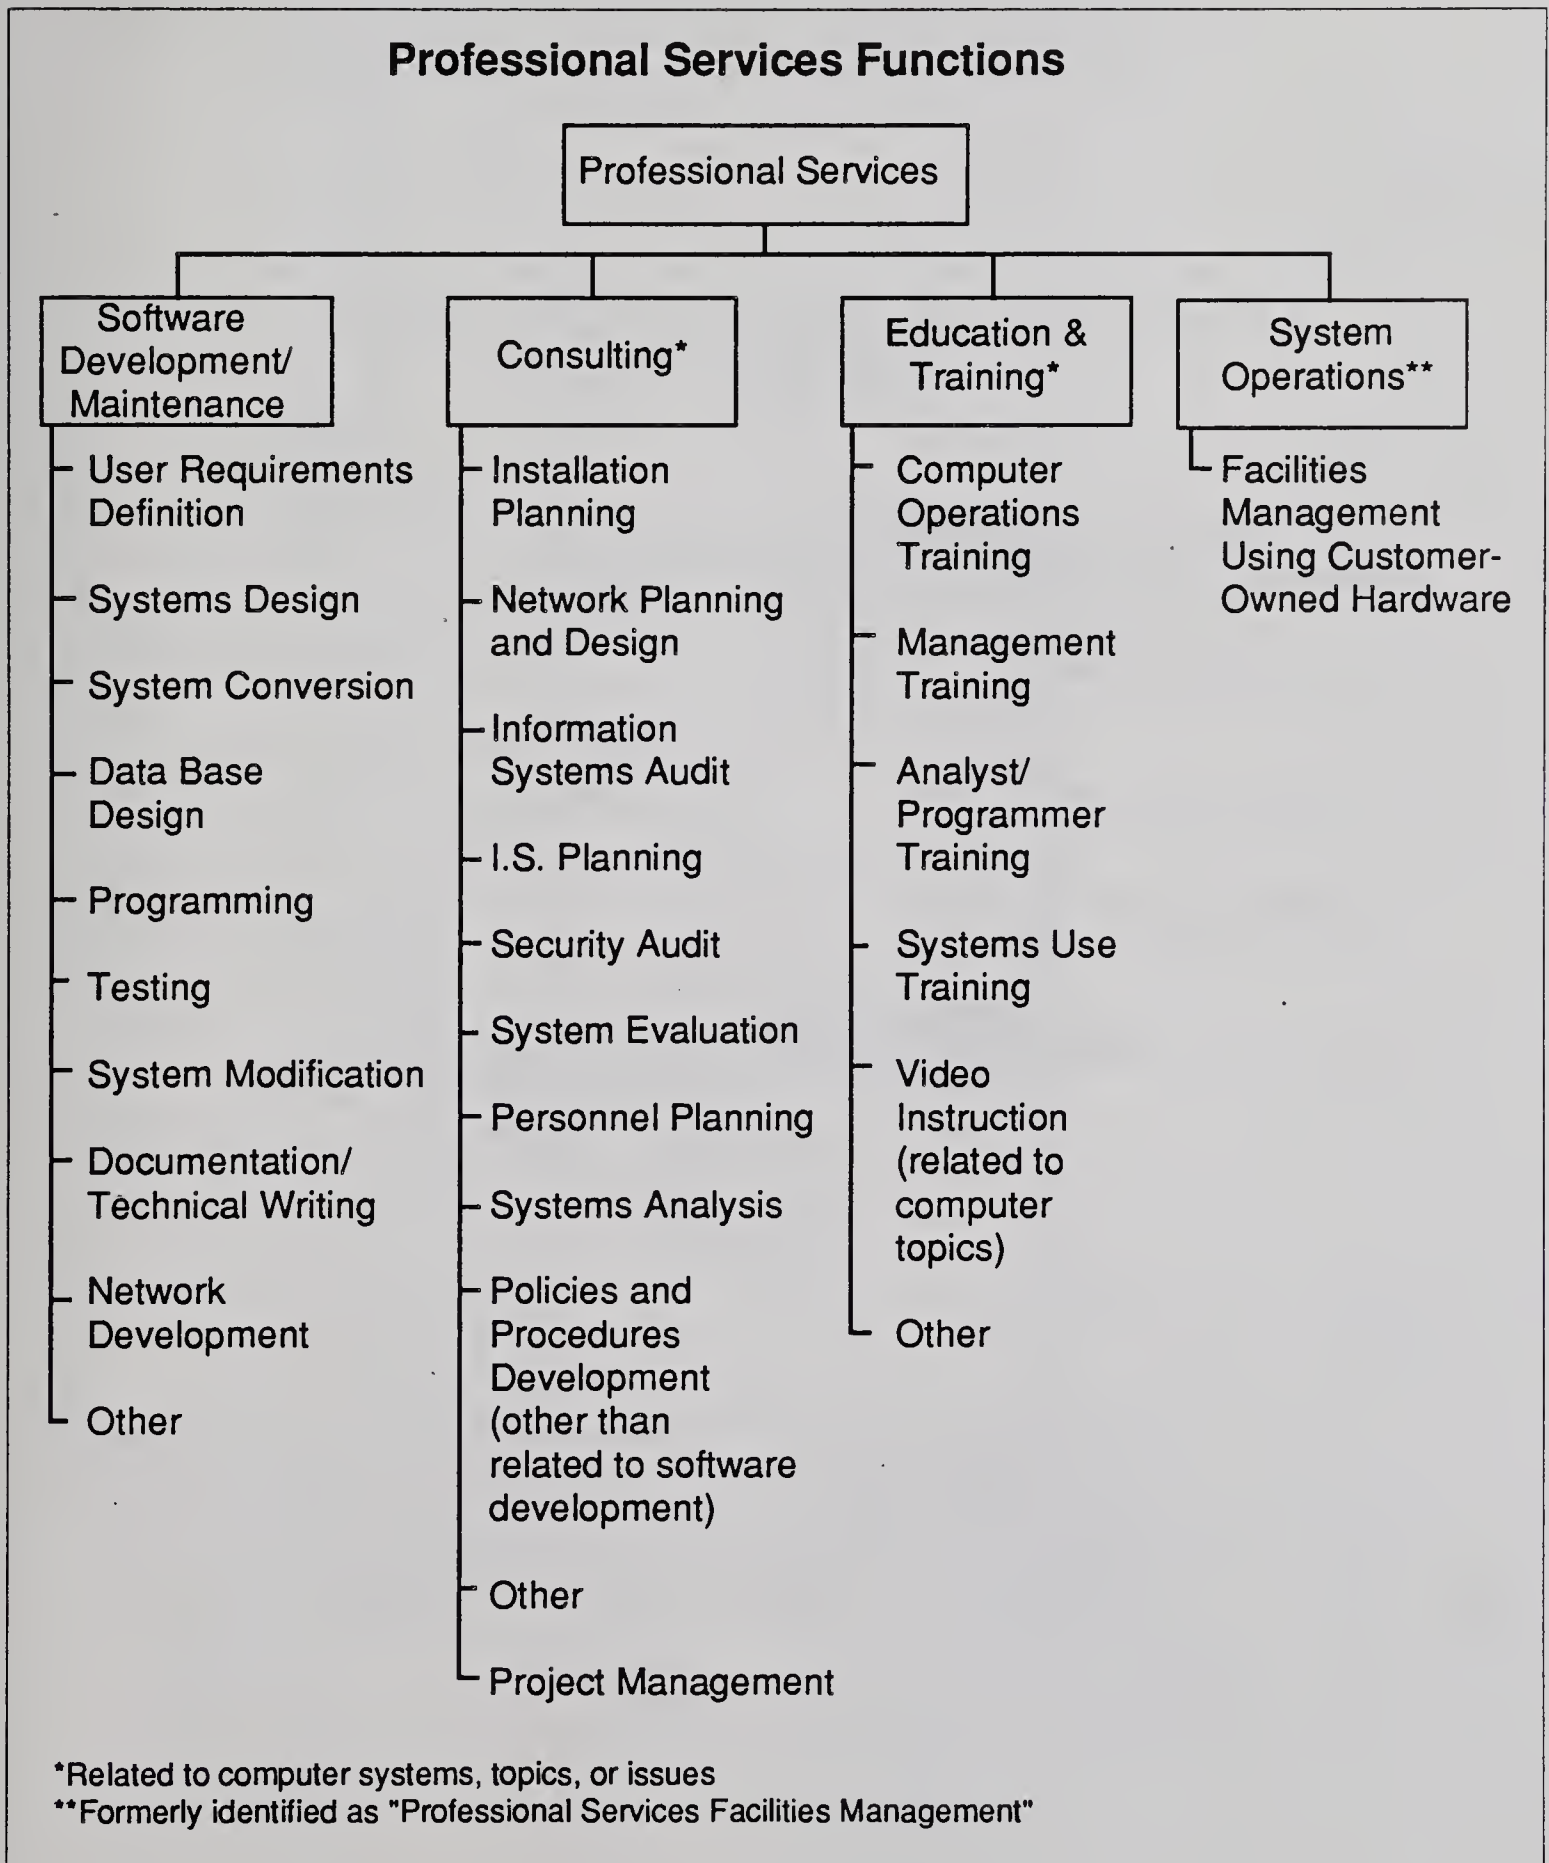 Professional Services Functions
Professional Services
Software
Development/
Maintenance
User Requirements
Definition
Systems Design
System Conversion
Data Base
Design
Programming
Testing
System Modification
Documentation/
Technical Writing
Network
Development
Other
Consulting*
Installation
Planning
Network Planning
and Design
Information
Systems Audit
I.S. Planning
Security Audit
System Evaluation
Personnel Planning
Systems Analysis
Policies and
Procedures
Development
(other than
related to software
development)
Other
Project Management
Education &
Training*
Computer
Operations
Training
Management
Training
Analyst/
Programmer
Training
Systems Use
Training
Video
Instruction
(related to
computer
topics)
Other
System
Operations**
Facilities
Management
Using Customer-
Owned Hardware
*Related to computer systems, topics, or issues
**Formerly identified as "Professional Services Facilities Management"